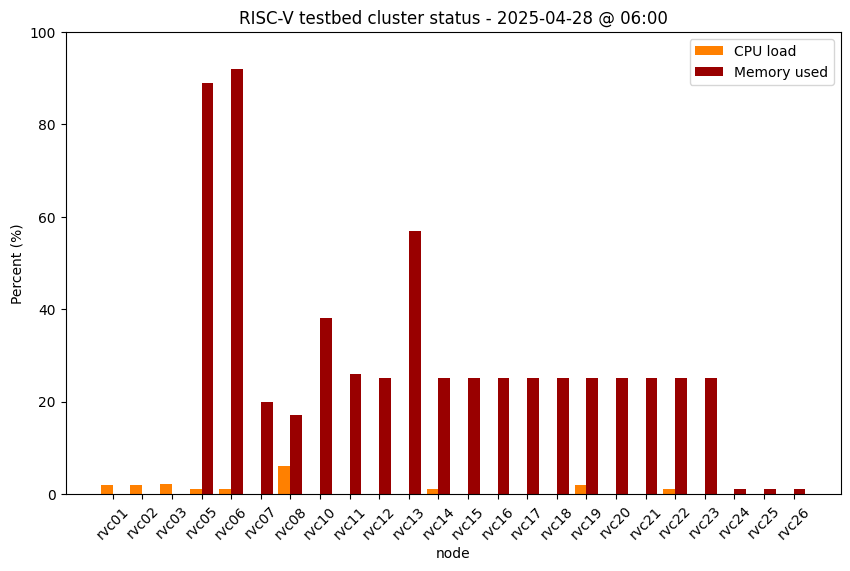 RISC-V testbed cluster status - 2025-04-28 @ 06:00
CPU load
Memory used
Percent (%)
100
80
60
40
20
0
rvc01 rvc02 rvc03 rvc05 rvc06 rvc07 rvc08 rvc10 rvc11 rvc12 rvc13 rvc14 rvc15 rvc16 rvc17 rvc18 rvc19 rvc20 rvc21 rvc22 rvc23 rvc24 rvc25 rvc26
node